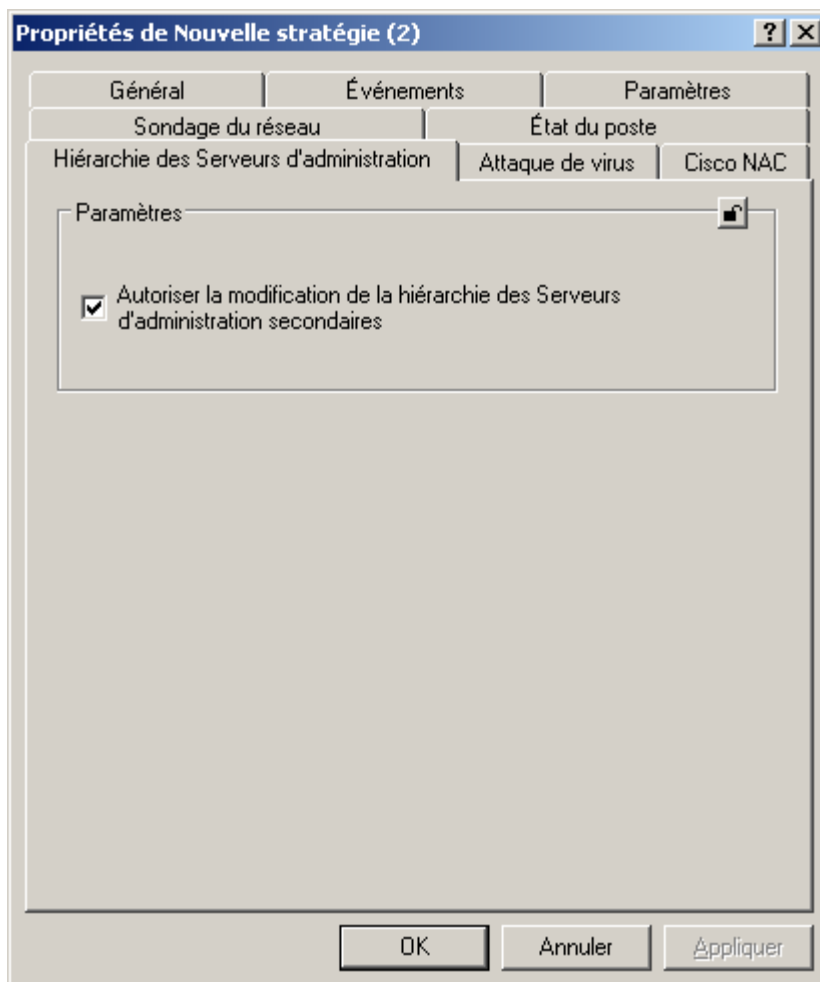 Propriétés de Nouvelle stratégie (2)
Général
Événements
Paramètres
Sondage du réseau
État du poste
Hiérarchie des Serveurs d'administration
Attaque de virus
Cisco NAC
Paramètres
Autoriser la modification de la hiérarchie des Serveurs
d'administration secondaires
OK
Annuler
Appliquer